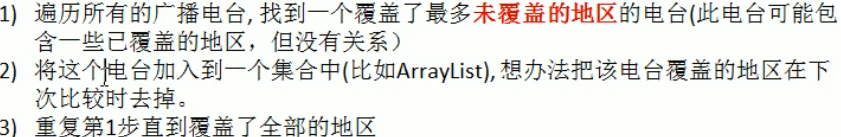 1) 遍历所有的广播电台, 找到一个覆盖了最多未覆盖的地区的电台(此电台可能包
含一些已覆盖的地区，但没有关系）
2) 将这个电台加入到一个集合中(比如ArrayList), 想办法把该电台覆盖的地区在下
次比较时去掉。
3) 重复第1步直到覆盖了全部的地区